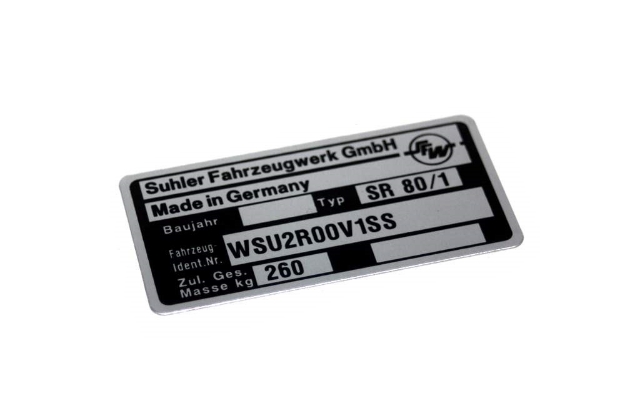 Suhler Fahrzeugwerk GmbH SFW
Made in Germany
Baujahr Typ SR 80/1
Fahrzeug-
Ident.Nr. WSU2R00V1SS
Zul. Ges.
Masse kg 260